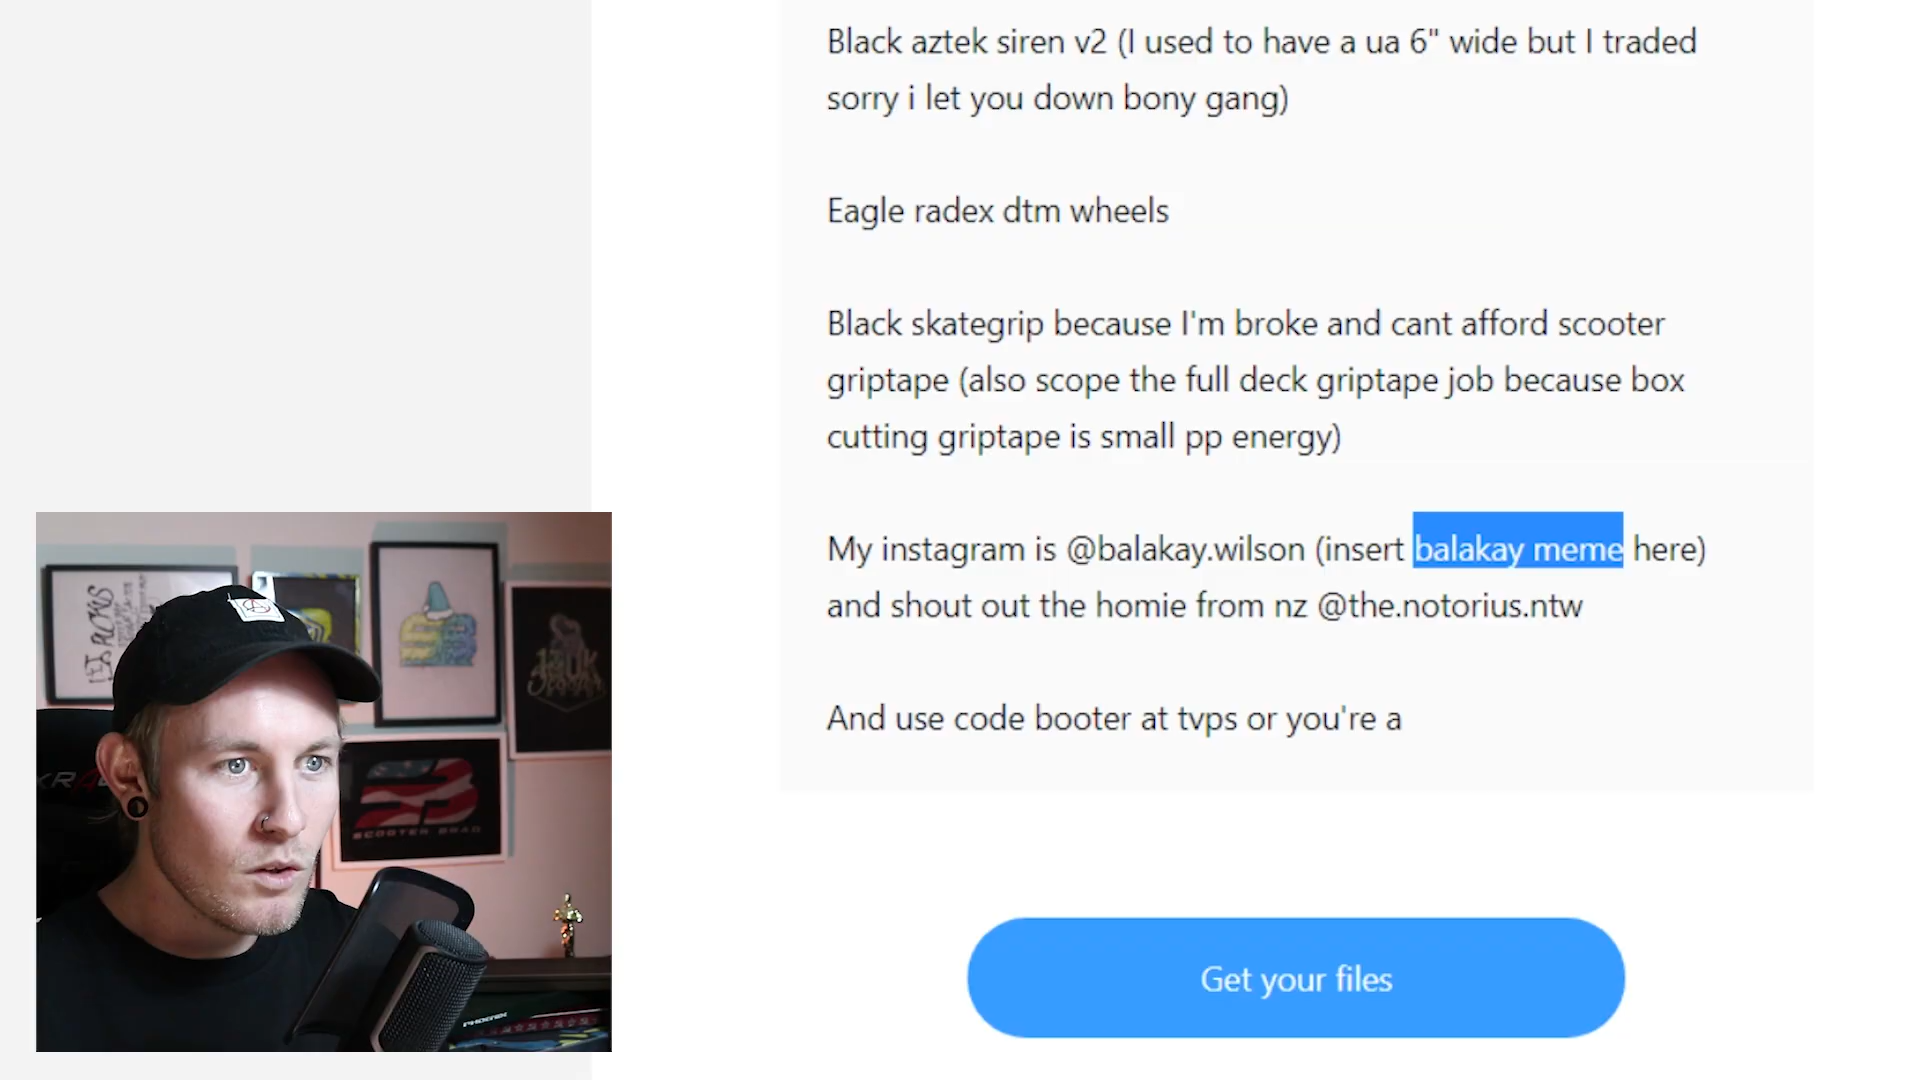 Black aztek siren v2 (I used to have a ua 6" wide but I traded
sorry i let you down bony gang)
Eagle radex dtm wheels
Black skategrip because I'm broke and cant afford scooter
griptape (also scope the full deck griptape job because box
cutting griptape is small pp energy)
My instagram is @balakay.wilson (insert balakay meme here)
and shout out the homie from nz @the.notorius.ntw
And use code booter at tvps or you're a
Get your files
SCOOTER BRAD
PHOENIX